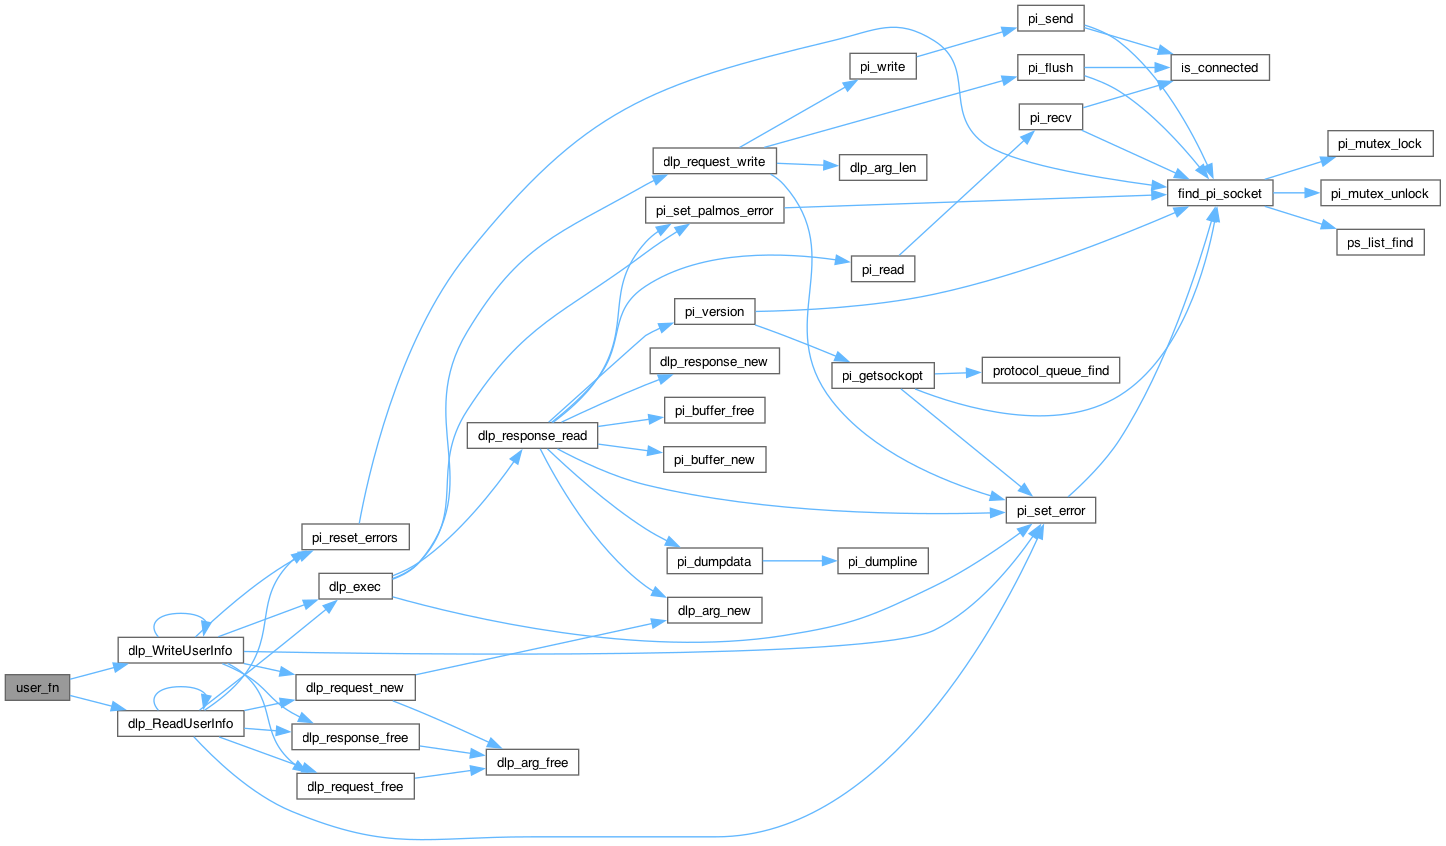 pi_send
pi_write
pi_flush
is_connected
pi_recv
pi_mutex_lock
dlp_request_write
dlp_arg_len
find_pi_socket
pi_mutex_unlock
pi_set_palmos_error
ps_list_find
pi_read
pi_version
dlp_response_new
pi_getsockopt
protocol_queue_find
pi_buffer_free
dlp_response_read
pi_buffer_new
pi_set_error
pi_reset_errors
pi_dumpdata
pi_dumpline
dlp_exec
dlp_arg_new
dlp_WriteUserInfo
user_fn
dlp_request_new
dlp_ReadUserInfo
dlp_response_free
dlp_arg_free
dlp_request_free